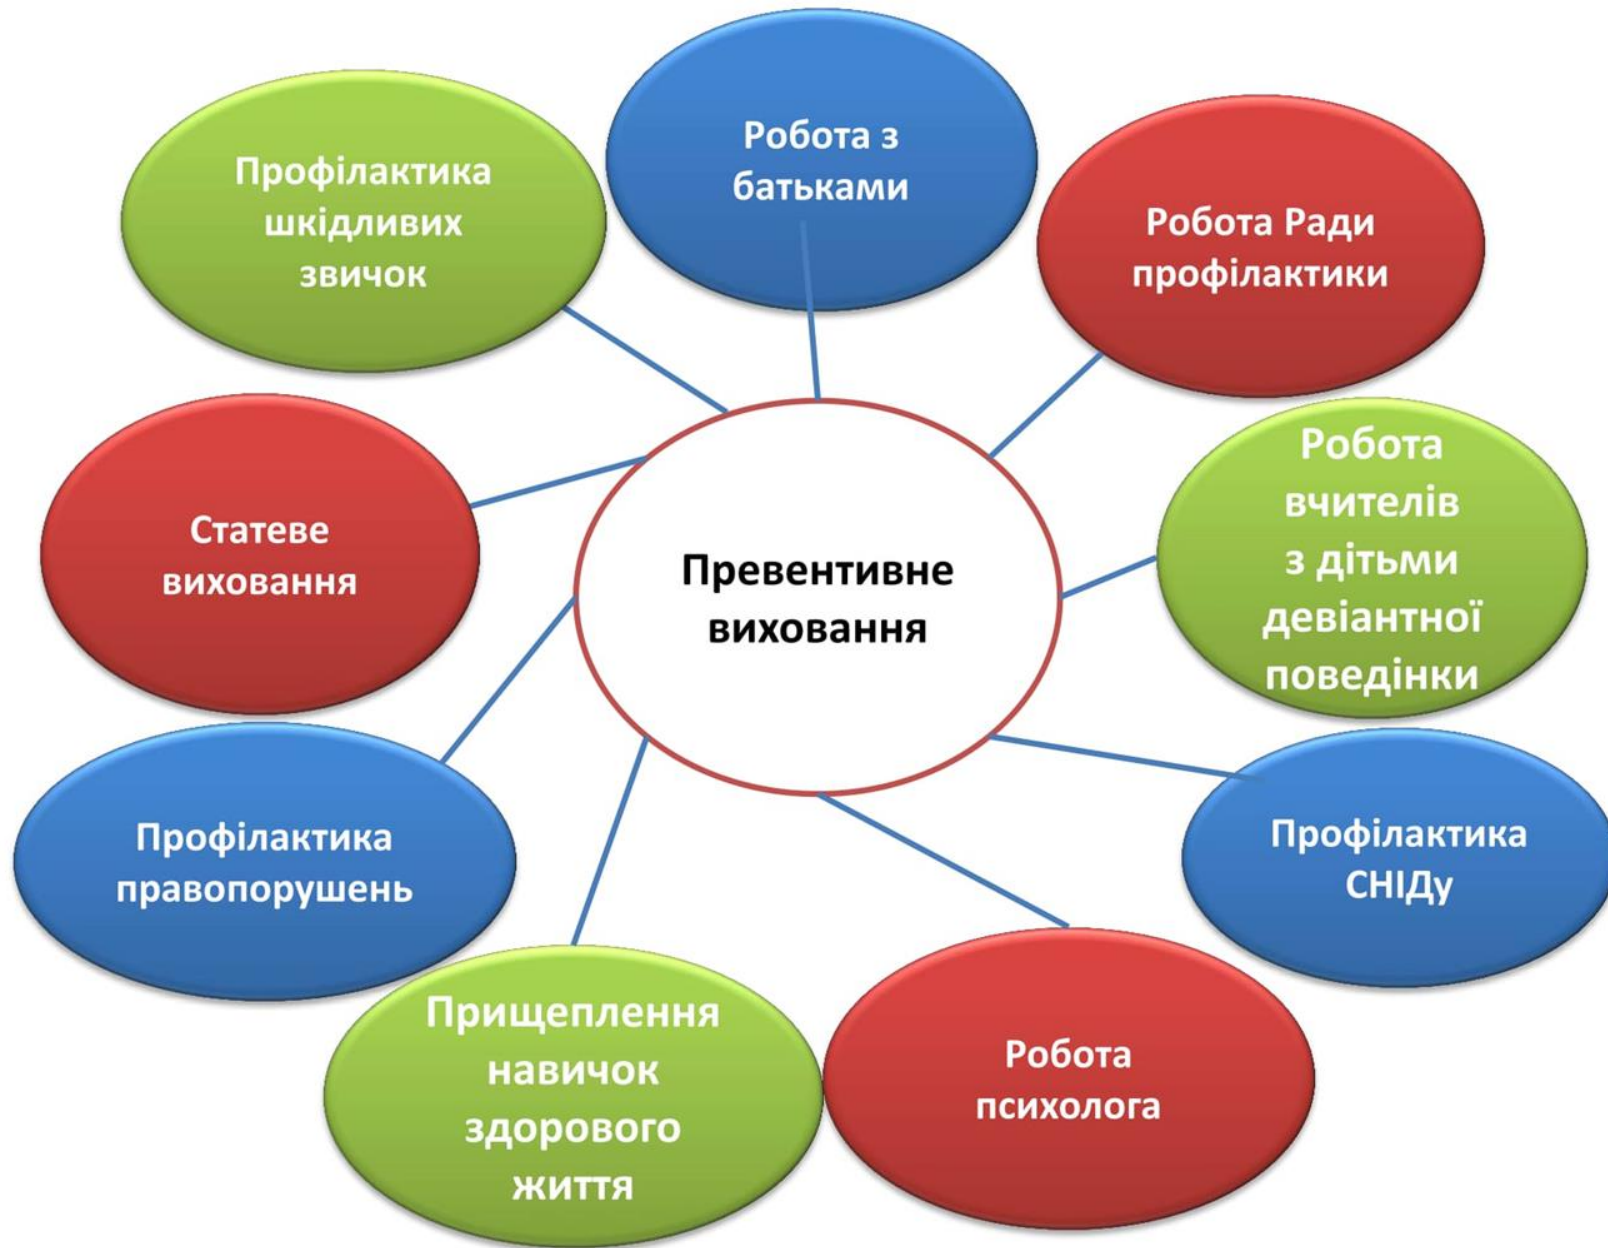 Профілактика
шкідливих
звичок
Робота з
батьками
Робота Ради
профілактики
Робота
вчителів
з дітьми
девіантної
поведінки
Статеве
виховання
Превентивне
виховання
Профілактика
правопорушень
Профілактика
СНІДу
Прищеплення
навичок
здорового
життя
Робота
психолога